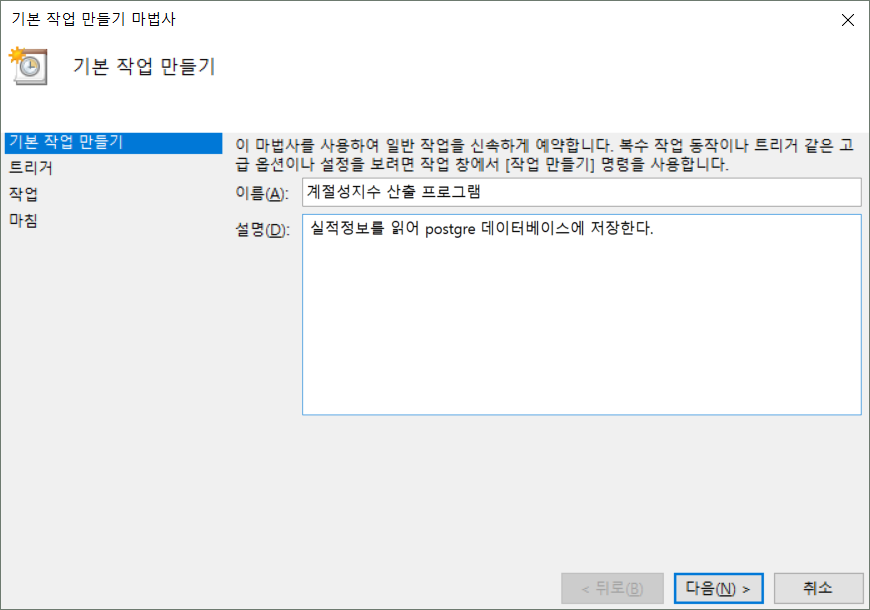 기본 작업 만들기 마법사
기본 작업 만들기
기본 작업 만들기
트리거
작업
마침
이 마법사를 사용하여 일반 작업을 신속하게 예약합니다. 복수 작업 동작이나 트리거 같은 고
급 옵션이나 설정을 보려면 작업 창에서 [작업 만들기] 명령을 사용합니다.
이름(A): 계절성지수 산출 프로그램
설명(D): 실적정보를 읽어 postgre 데이터베이스에 저장한다.
< 뒤로(B) 다음(N) > 취소